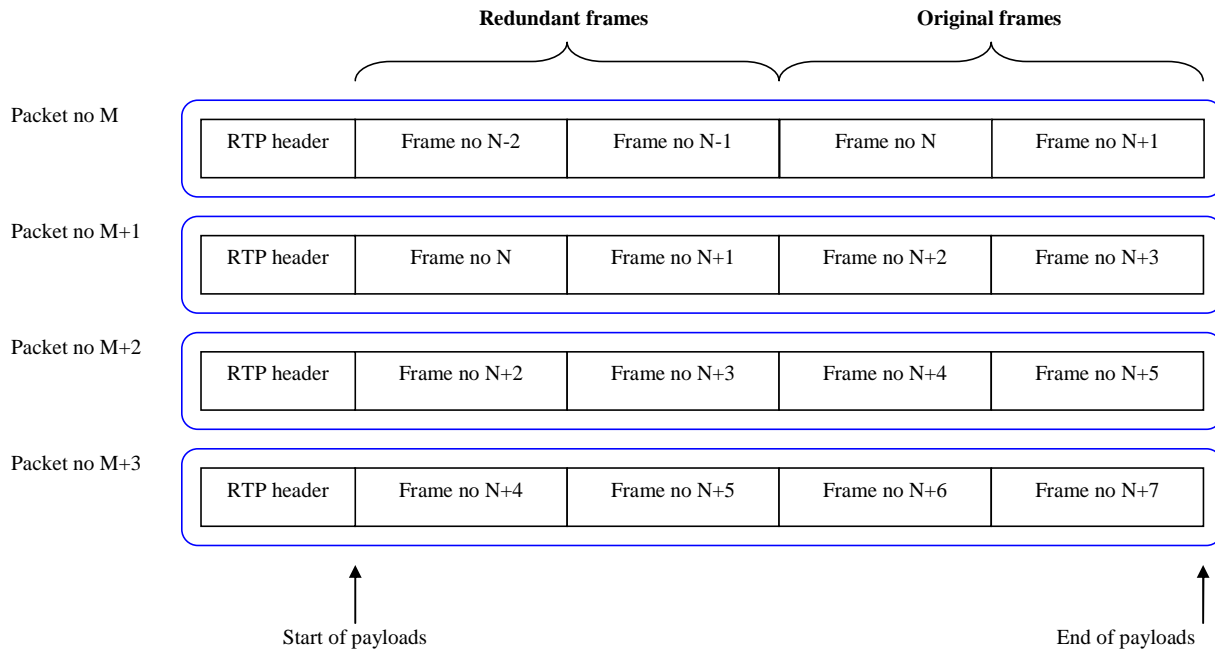 Redundant frames Original frames
Packet no M
RTP header Frame no N-2 Frame no N-1 Frame no N Frame no N+1
Packet no M+1
RTP header Frame no N Frame no N+1 Frame no N+2 Frame no N+3
Packet no M+2
RTP header Frame no N+2 Frame no N+3 Frame no N+4 Frame no N+5
Packet no M+3
RTP header Frame no N+4 Frame no N+5 Frame no N+6 Frame no N+7
Start of payloads End of payloads